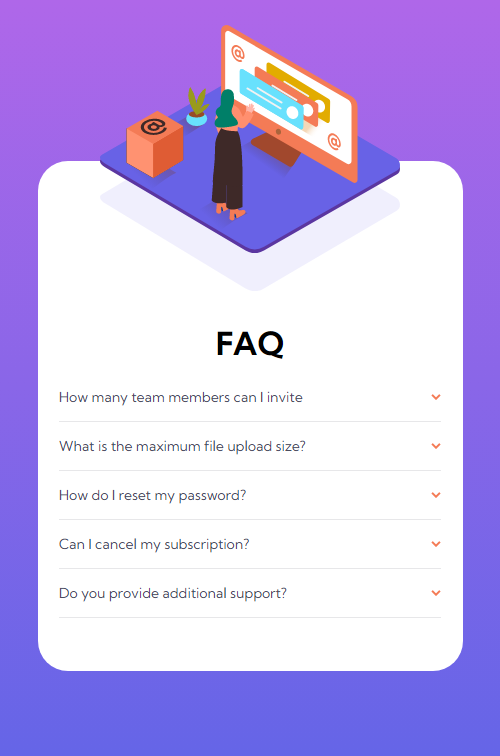 @
@
@
FAQ
How many team members can I invite
What is the maximum file upload size?
How do I reset my password?
Can I cancel my subscription?
Do you provide additional support?